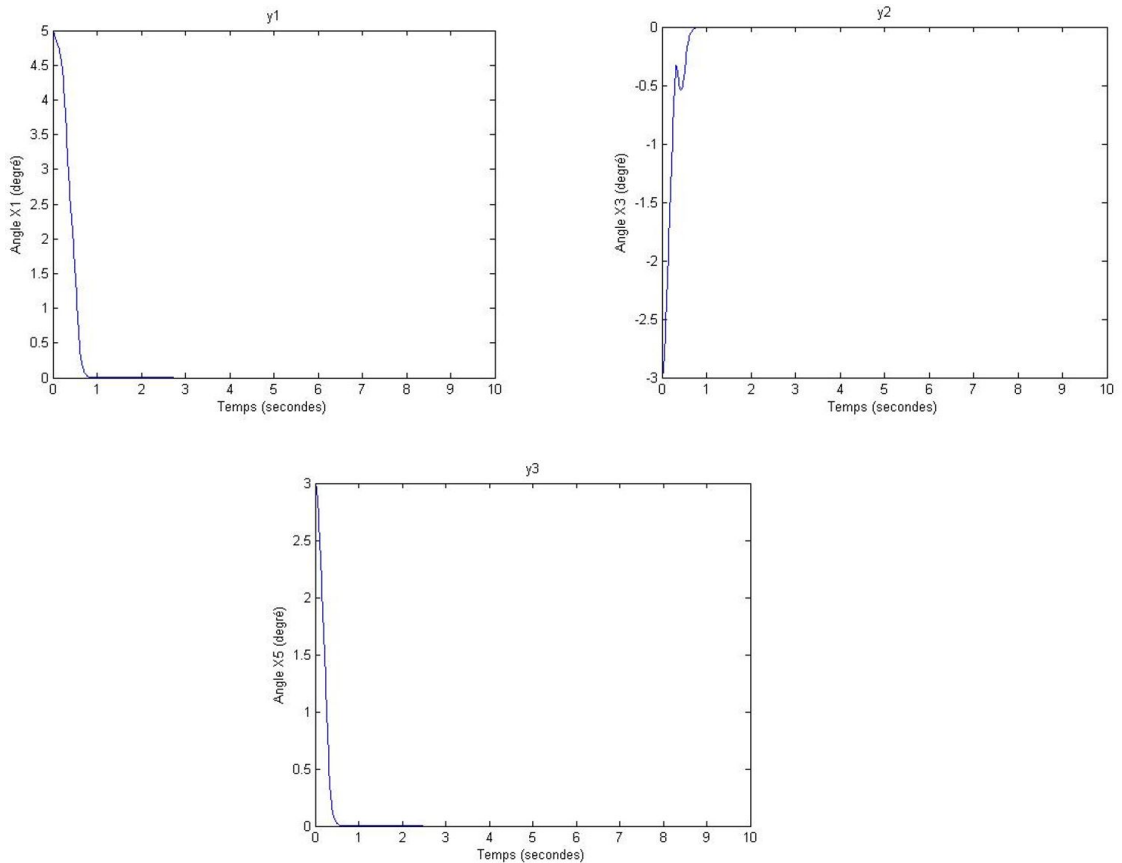 y1
5
4.5
4
3.5
3
2.5
2
1.5
1
0.5
0
Angle X1 (degré)
0 1 2 3 4 5 6 7 8 9 10
Temps (secondes)
y2
0
-0.5
-1
-1.5
-2
-2.5
-3
Angle X3 (degré)
0 1 2 3 4 5 6 7 8 9 10
Temps (secondes)
y3
3
2.5
2
1.5
1
0.5
0
Angle X5 (degré)
0 1 2 3 4 5 6 7 8 9 10
Temps (secondes)